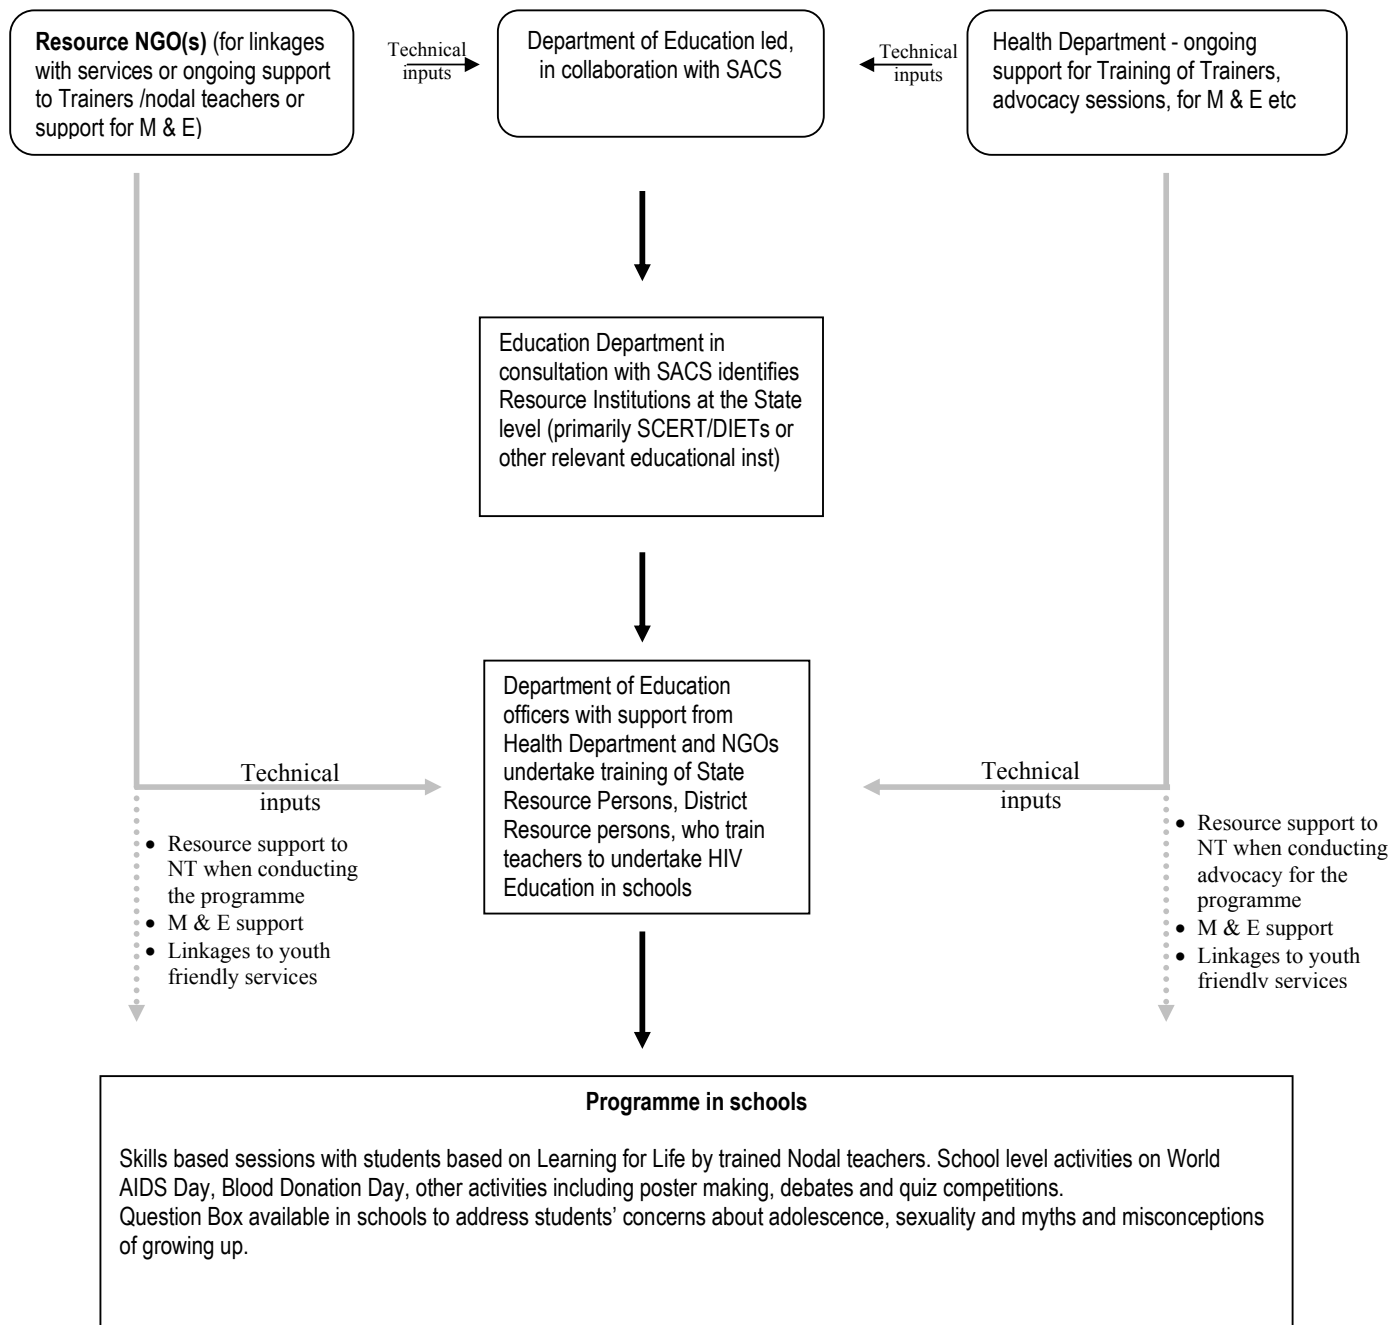 Resource NGO(s) (for linkages
with services or ongoing support
to Trainers /nodal teachers or
support for M & E)
Technical
inputs
Department of Education led,
in collaboration with SACS
Technical
inputs
Health Department - ongoing
support for Training of Trainers,
advocacy sessions, for M & E etc
Education Department in
consultation with SACS identifies
Resource Institutions at the State
level (primarily SCERT/DIETs or
other relevant educational inst)
Department of Education
officers with support from
Health Department and NGOs
undertake training of State
Resource Persons, District
Resource persons, who train
teachers to undertake HIV
Education in schools
Technical
inputs
Technical
inputs
• Resource support to
NT when conducting
the programme
• M & E support
• Linkages to youth
friendly services
• Resource support to
NT when conducting
advocacy for the
programme
• M & E support
• Linkages to youth
friendly services
Programme in schools
Skills based sessions with students based on Learning for Life by trained Nodal teachers. School level activities on World
AIDS Day, Blood Donation Day, other activities including poster making, debates and quiz competitions.
Question Box available in schools to address students’ concerns about adolescence, sexuality and myths and misconceptions
of growing up.